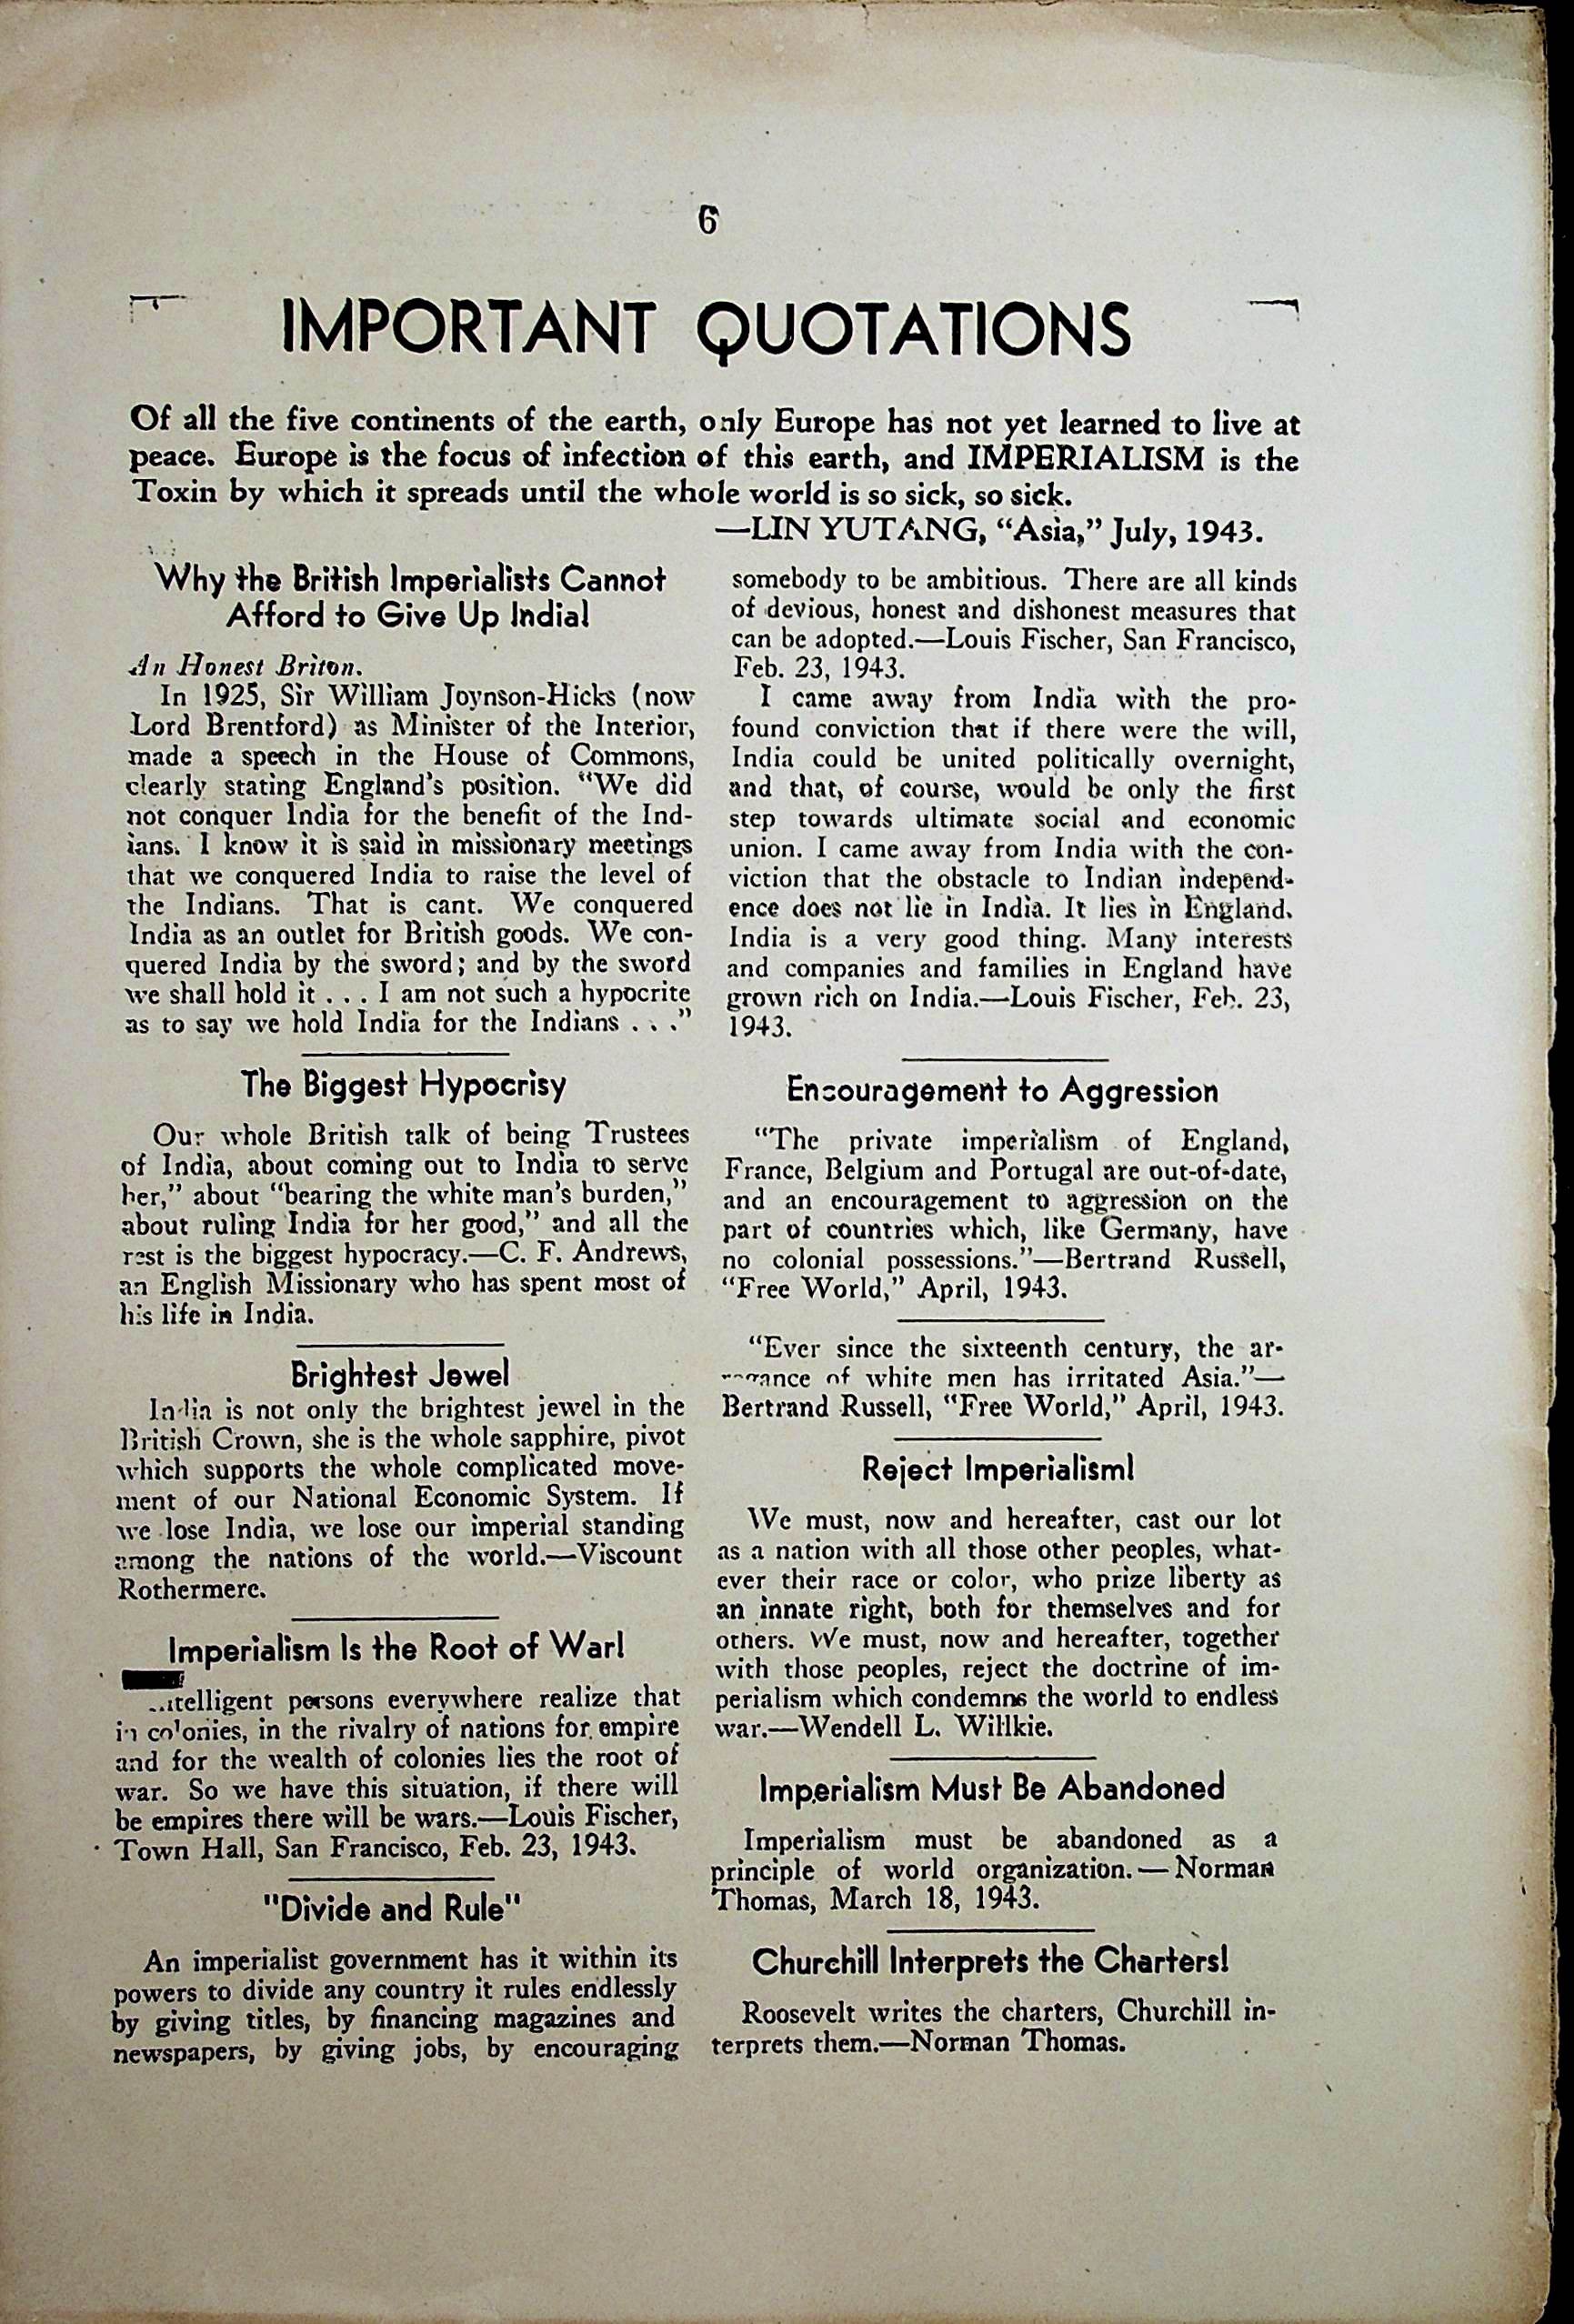 6
IMPORTANT QUOTATIONS
Of all the five continents of the earth, only Europe has not yet learned to live at
peace. Europe is the focus of infection of this earth, and IMPERIALISM is the
Toxin by which it spreads until the whole world is so sick, so sick.
—LIN YUTANG, “Asia,” July, 1943.
Why the British Imperialists Cannot
Afford to Give Up India!
An Honest Briton.
In 1925, Sir William Joynson-Hicks (now
Lord Brentford) as Minister of the Interior,
made a speech in the House of Commons,
clearly stating England's position. “We did
not conquer India for the benefit of the Ind-
ians. I know it is said in missionary meetings
that we conquered India to raise the level of
the Indians. That is cant. We conquered
India as an outlet for British goods. We con-
quered India by the sword; and by the sword
we shall hold it . . . I am not such a hypocrite
as to say we hold India for the Indians . . .”
The Biggest Hypocrisy
Our whole British talk of being Trustees
of India, about coming out to India to serve
her,” about “bearing the white man's burden,”
about ruling India for her good,” and all the
rest is the biggest hypocracy.—C. F. Andrews,
an English Missionary who has spent most of
his life in India.
Brightest Jewel
India is not only the brightest jewel in the
British Crown, she is the whole sapphire, pivot
which supports the whole complicated move-
ment of our National Economic System. If
we lose India, we lose our imperial standing
among the nations of the world.—Viscount
Rothermere.
Imperialism Is the Root of War!
Intelligent persons everywhere realize that
in colonies, in the rivalry of nations for empire
and for the wealth of colonies lies the root of
war. So we have this situation, if there will
be empires there will be wars.—Louis Fischer,
Town Hall, San Francisco, Feb. 23, 1943.
"Divide and Rule"
An imperialist government has it within its
powers to divide any country it rules endlessly
by giving titles, by financing magazines and
newspapers, by giving jobs, by encouraging
somebody to be ambitious. There are all kinds
of devious, honest and dishonest measures that
can be adopted.—Louis Fischer, San Francisco,
Feb. 23, 1943.
I came away from India with the pro-
found conviction that if there were the will,
India could be united politically overnight,
and that, of course, would be only the first
step towards ultimate social and economic
union. I came away from India with the con-
viction that the obstacle to Indian independ-
ence does not lie in India. It lies in England.
India is a very good thing. Many interests
and companies and families in England have
grown rich on India.—Louis Fischer, Feb. 23,
1943.
Encouragement to Aggression
“The private imperialism of England,
France, Belgium and Portugal are out-of-date,
and an encouragement to aggression on the
part of countries which, like Germany, have
no colonial possessions.”—Bertrand Russell,
“Free World,” April, 1943.
“Ever since the sixteenth century, the ar-
rogance of white men has irritated Asia.”—
Bertrand Russell, “Free World,” April, 1943.
Reject Imperialism!
We must, now and hereafter, cast our lot
as a nation with all those other peoples, what-
ever their race or color, who prize liberty as
an innate right, both for themselves and for
others. We must, now and hereafter, together
with those peoples, reject the doctrine of im-
perialism which condemns the world to endless
war.—Wendell L. Willkie.
Imperialism Must Be Abandoned
Imperialism must be abandoned as a
principle of world organization.—Norman
Thomas, March 18, 1943.
Churchill Interprets the Charters!
Roosevelt writes the charters, Churchill in-
terprets them.—Norman Thomas.